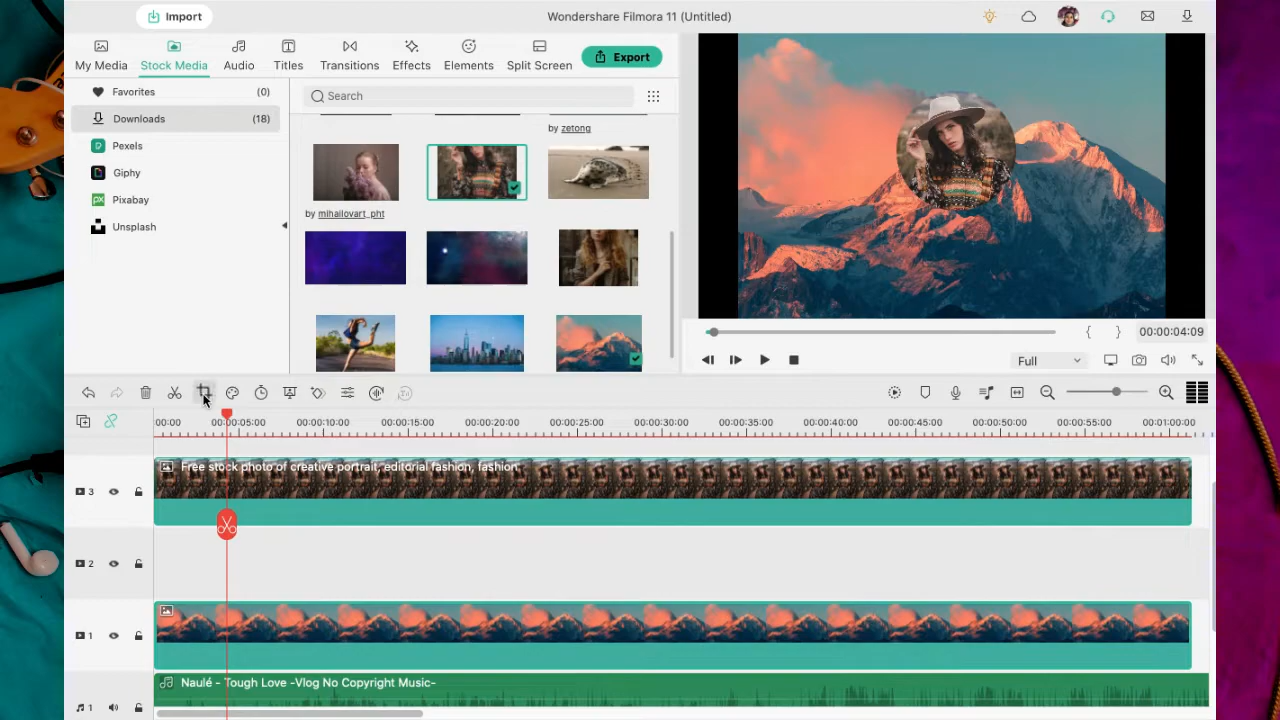 Import
Wondershare Filmora 11 (Untitled)
My Media
Stock Media
Audio
Titles
Transitions
Effects
Elements
Split Screen
Export
Favorites (0)
Downloads (18)
Pexels
Giphy
Pixabay
Unsplash
Search
by zetong
by mihailovart_pht
00:00:04:09
Full
00:00
00:00:05:00
00:00:10:00
00:00:15:00
00:00:20:00
00:00:25:00
00:00:30:00
00:00:35:00
00:00:40:00
00:00:45:00
00:00:50:00
00:00:55:00
00:01:00:00
Free stock photo of creative portrait, editorial fashion, fashion
3
2
1
Naulé - Tough Love -Vlog No Copyright Music-
1